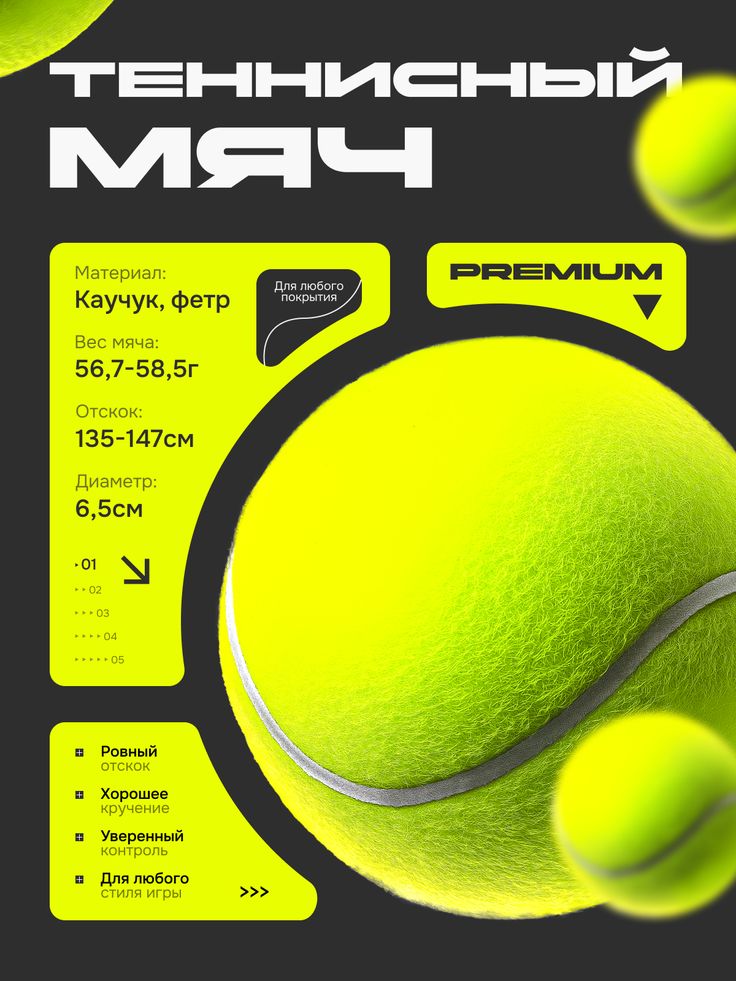 ТЕННИСНЫЙ
МЯЧ
Материал:
Каучук, фетр
Для любого
покрытия
PREMIUM
Вес мяча:
56,7-58,5г
Отскок:
135-147см
Диаметр:
6,5см
01
02
03
04
05
Ровный
отскок
Хорошее
кручение
Уверенный
контроль
Для любого
стиля игры
>>>